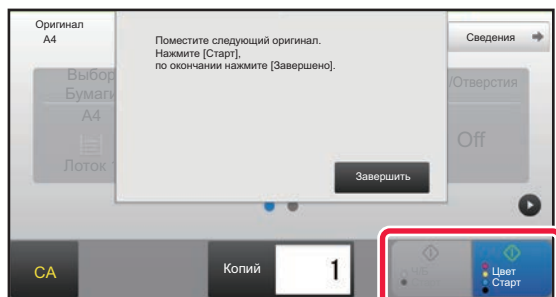 Оригинал
A4
Поместите следующий оригинал.
Нажмите [Старт],
по окончании нажмите [Завершено].
Сведения
Выбор
Бумаги
A4
Лоток
/Отверстия
Off
Завершить
CA
Копий
1
Ч/Б
Цвет
Старт